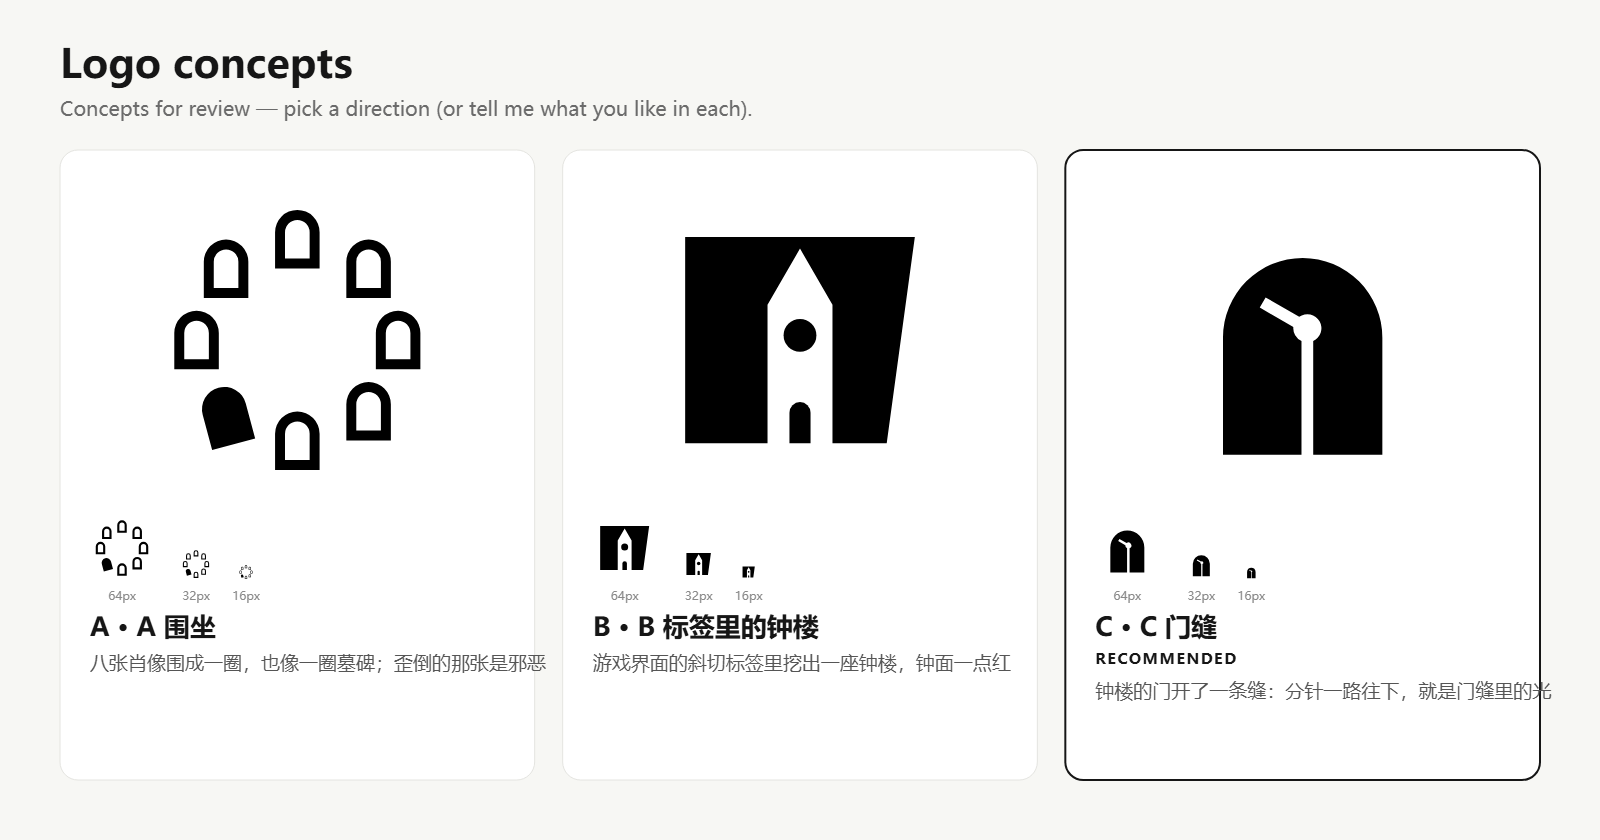 Logo concepts
Concepts for review — pick a direction (or tell me what you like in each).
64px 32px 16px
A · A 围坐
八张肖像围成一圈，也像一圈墓碑；歪倒的那张是邪恶
64px 32px 16px
B · B 标签里的钟楼
游戏界面的斜切标签里挖出一座钟楼，钟面一点红
64px 32px 16px
C · C 门缝
RECOMMENDED
钟楼的门开了一条缝：分针一路往下，就是门缝里的光